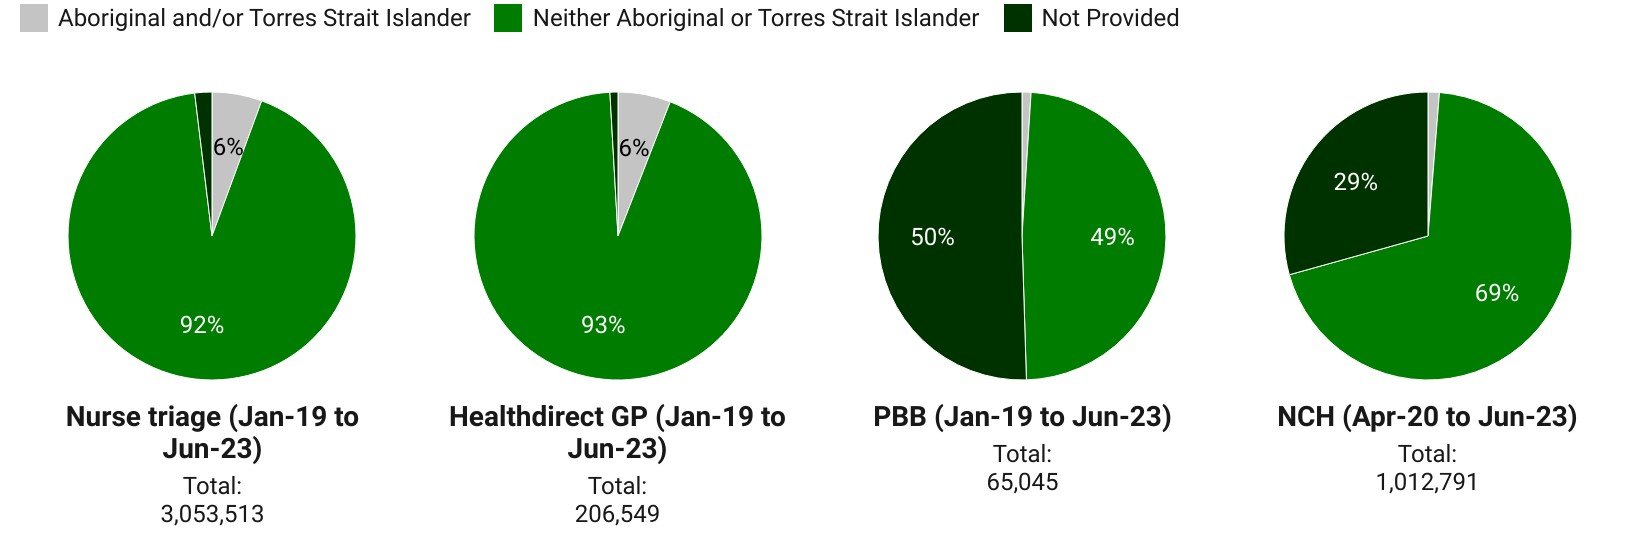 Aboriginal and/or Torres Strait Islander
Neither Aboriginal or Torres Strait Islander
Not Provided
6%
92%
Nurse triage (Jan-19 to
Jun-23)
Total:
3,053,513
6%
93%
Healthdirect GP (Jan-19 to
Jun-23)
Total:
206,549
50%
49%
PBB (Jan-19 to Jun-23)
Total:
65,045
29%
69%
NCH (Apr-20 to Jun-23)
Total:
1,012,791